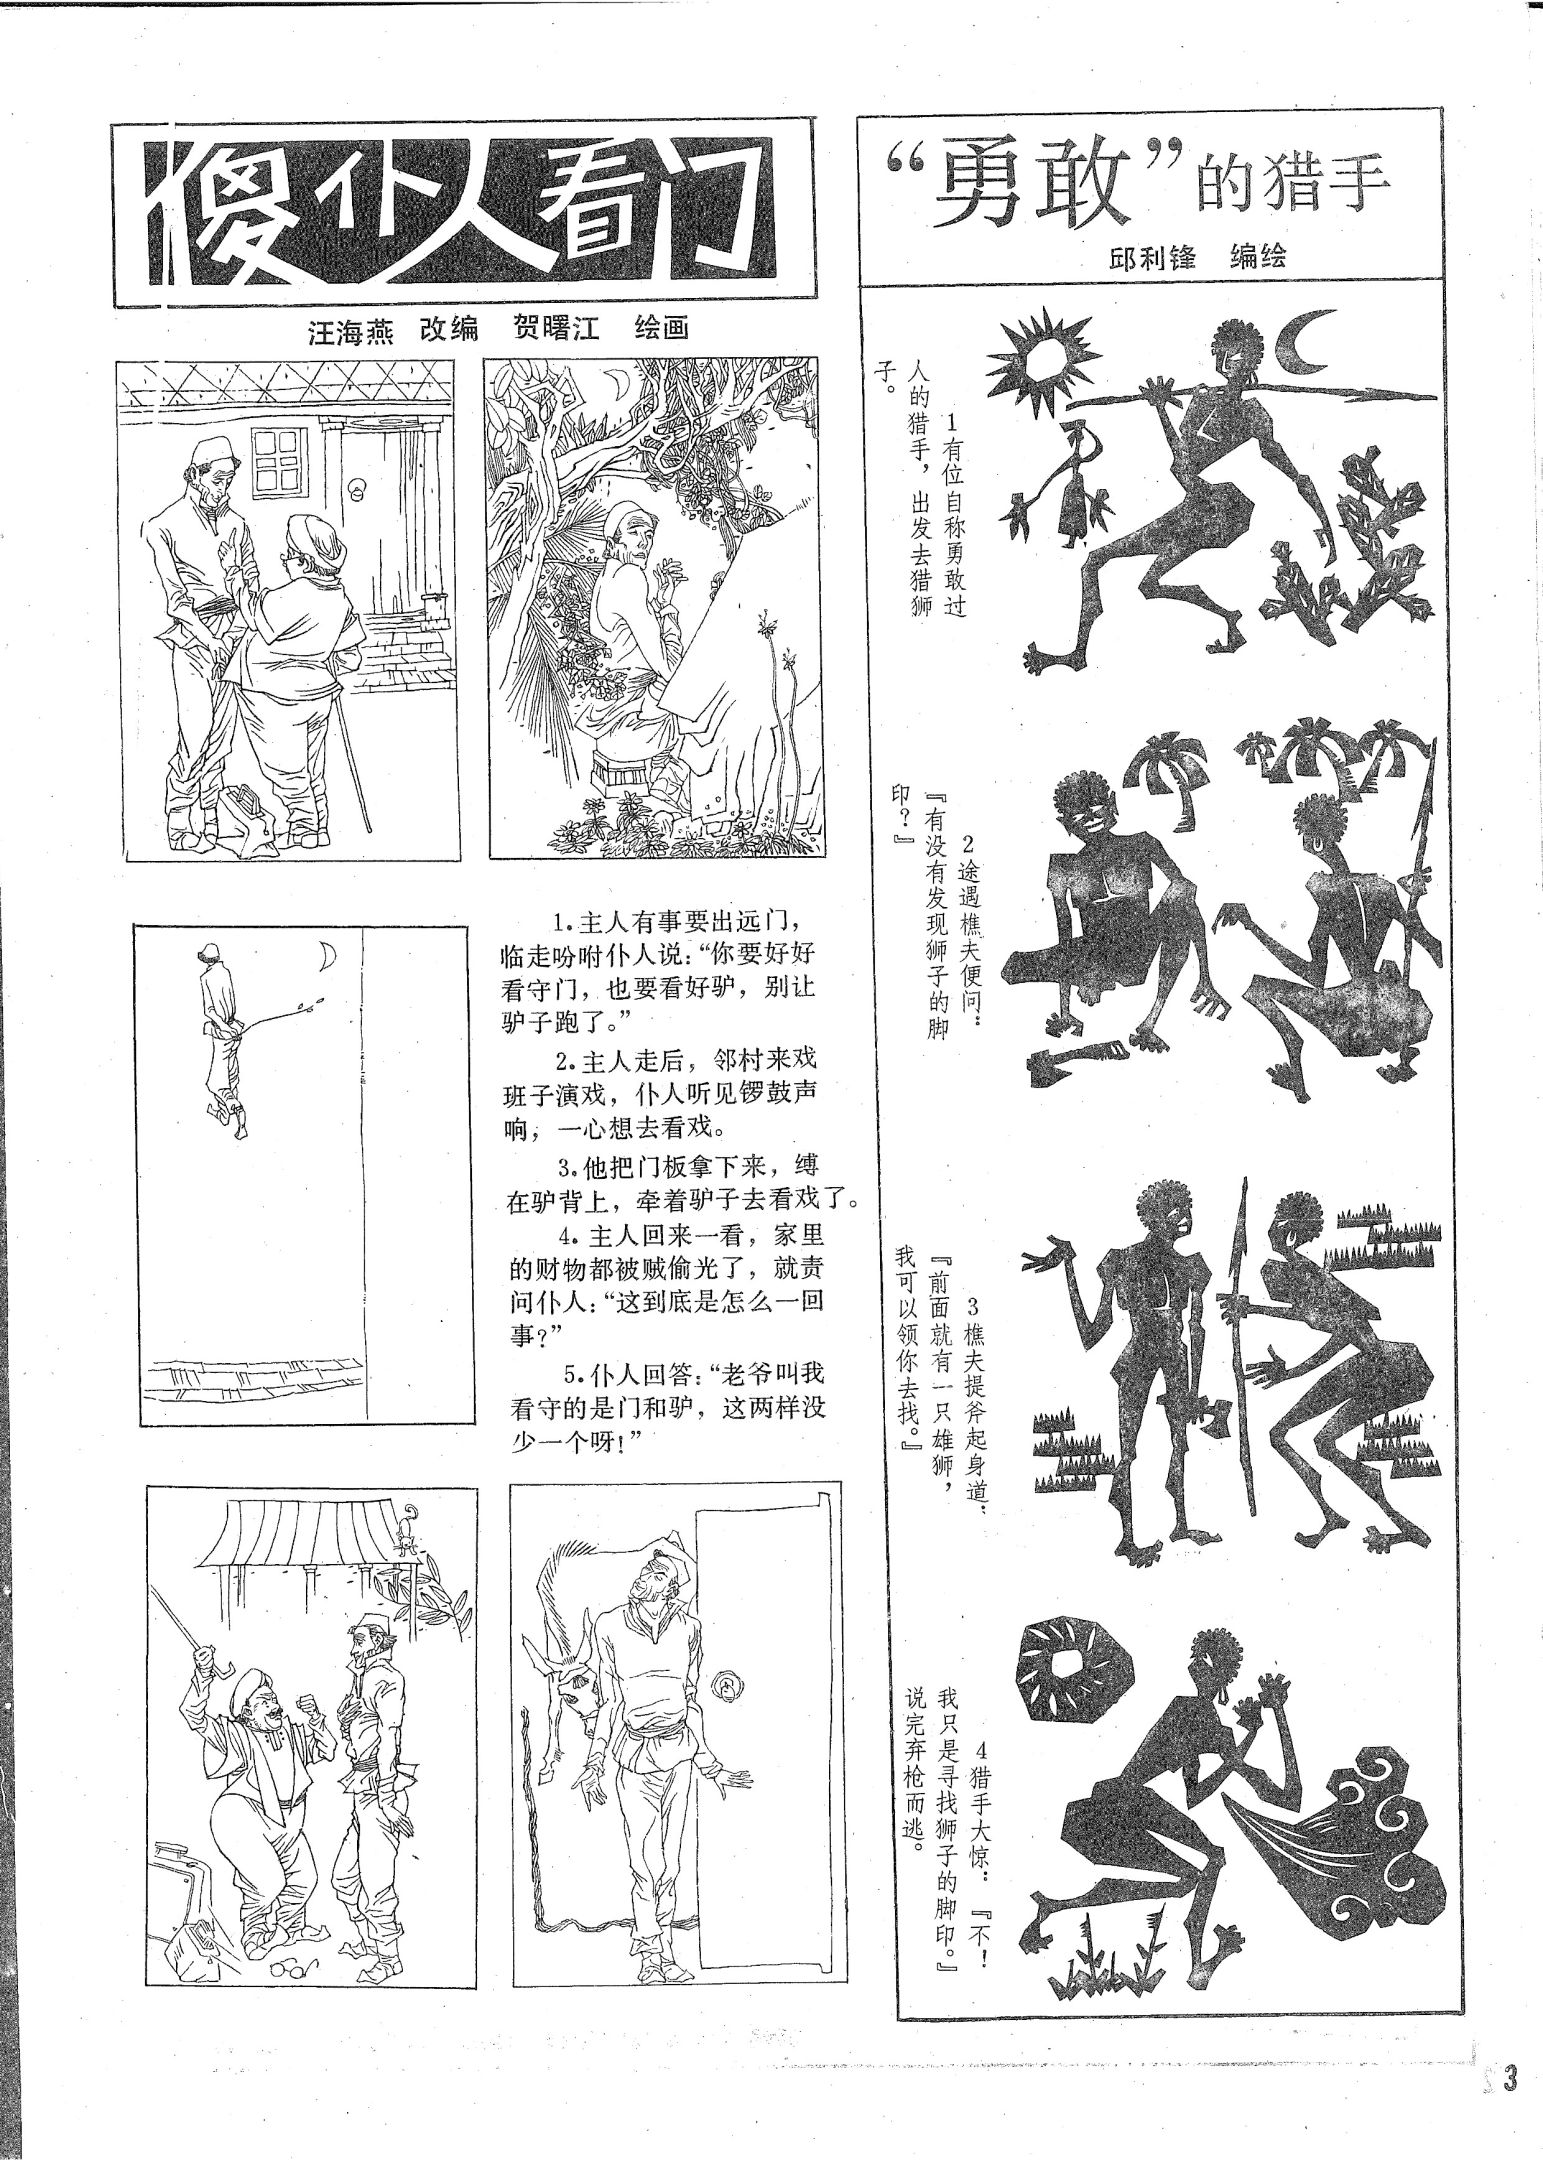 傻仆人看门
汪海燕 改编 贺曙江 绘画
1.主人有事要出远门，
临走吩咐仆人说：“你要好好
看守门，也要看好驴，别让
驴子跑了。”
2.主人走后，邻村来戏
班子演戏，仆人听见锣鼓声
响，一心想去看戏。
3.他把门板拿下来，缚
在驴背上，牵着驴子去看戏了。
4.主人回来一看，家里
的财物都被贼偷光了，就责
问仆人：“这到底是怎么一回
事？”
5.仆人回答：“老爷叫我
看守的是门和驴，这两样没
少一个呀！”
“勇敢”的猎手
邱利锋 编绘
1有位自称勇敢过
人的猎手，出发去猎狮
子。
2途遇樵夫便问：
『有没有发现狮子的脚
印？』
3樵夫提斧起身道：
『前面就有一只雄狮，
我可以领你去找。』
4猎手大惊：『不！
我只是寻找狮子的脚印。』
说完弃枪而逃。
3